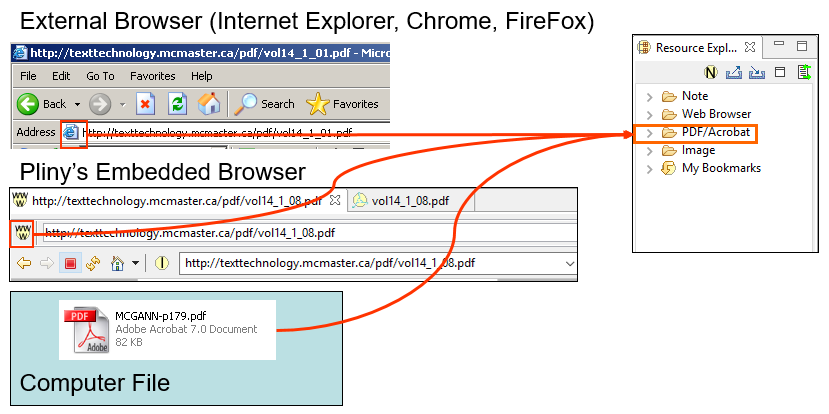 External Browser (Internet Explorer, Chrome, FireFox)
http://texttechnology.mcmaster.ca/pdf/vol14_1_01.pdf - Micro
File Edit Go To Favorites Help
Back Search Favorites
Address http://texttechnology.mcmaster.ca/pdf/vol14_1_01.pdf
Pliny's Embedded Browser
http://texttechnology.mcmaster.ca/pdf/vol14_1_08.pdf vol14_1_08.pdf
http://texttechnology.mcmaster.ca/pdf/vol14_1_08.pdf
http://texttechnology.mcmaster.ca/pdf/vol14_1_08.pdf
PDF
Adobe
MCGANN-p179.pdf
Adobe Acrobat 7.0 Document
82 KB
Computer File
Resource Expl...
N
Note
Web Browser
PDF/Acrobat
Image
My Bookmarks